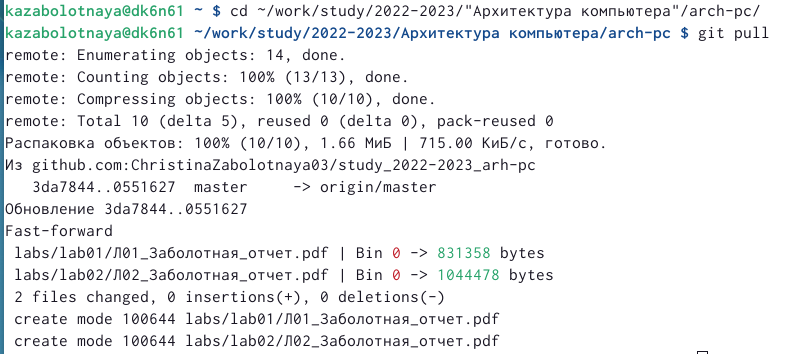 kazabolotnaya@dk6n61 ~ $ cd ~/work/study/2022-2023/"Архитектура компьютера"/arch-pc/
kazabolotnaya@dk6n61 ~/work/study/2022-2023/Архитектура компьютера/arch-pc $ git pull
remote: Enumerating objects: 14, done.
remote: Counting objects: 100% (13/13), done.
remote: Compressing objects: 100% (10/10), done.
remote: Total 10 (delta 5), reused 0 (delta 0), pack-reused 0
Распаковка объектов: 100% (10/10), 1.66 МиБ | 715.00 КиБ/с, готово.
Из github.com:ChristinaZabolotnaya03/study_2022-2023_arh-pc
   3da7844..0551627  master     -> origin/master
Обновление 3da7844..0551627
Fast-forward
 labs/lab01/Л01_Заболотная_отчет.pdf | Bin 0 -> 831358 bytes
 labs/lab02/Л02_Заболотная_отчет.pdf | Bin 0 -> 1044478 bytes
 2 files changed, 0 insertions(+), 0 deletions(-)
 create mode 100644 labs/lab01/Л01_Заболотная_отчет.pdf
 create mode 100644 labs/lab02/Л02_Заболотная_отчет.pdf